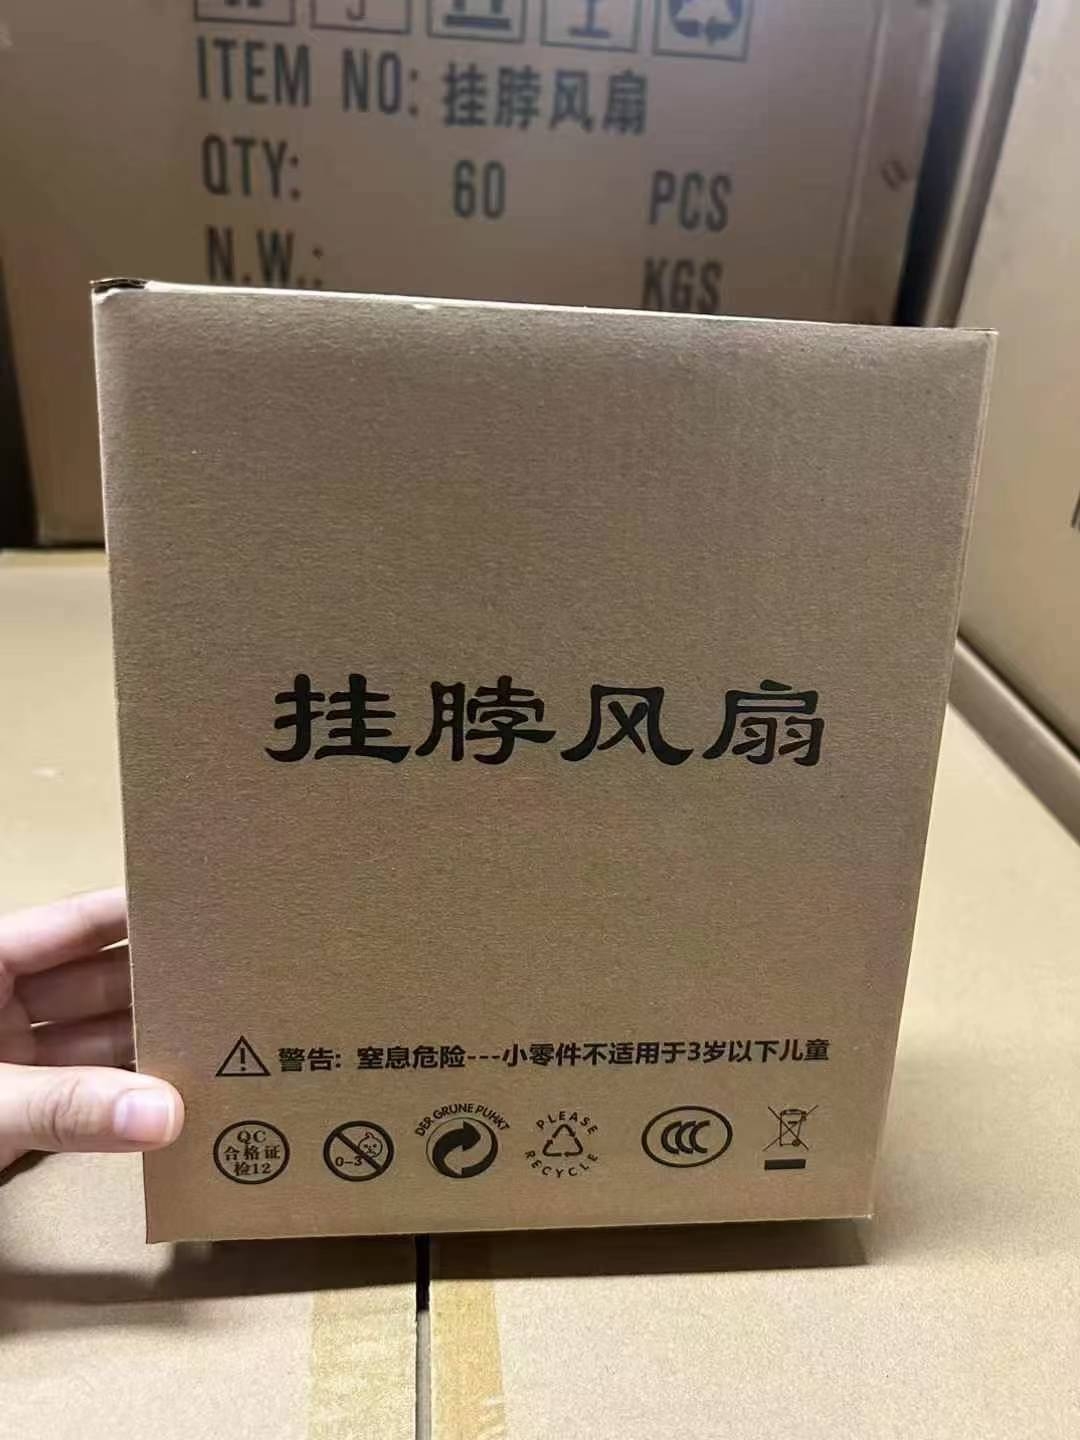 ITEM NO: 挂脖风扇
QTY: 60 PCS
N.W.: KGS
挂脖风扇
警告: 窒息危险---小零件不适用于3岁以下儿童
QC
合格证
检12
0-3
DER GRUNE PUHKT
PLEASE
RECYCLE
CCC